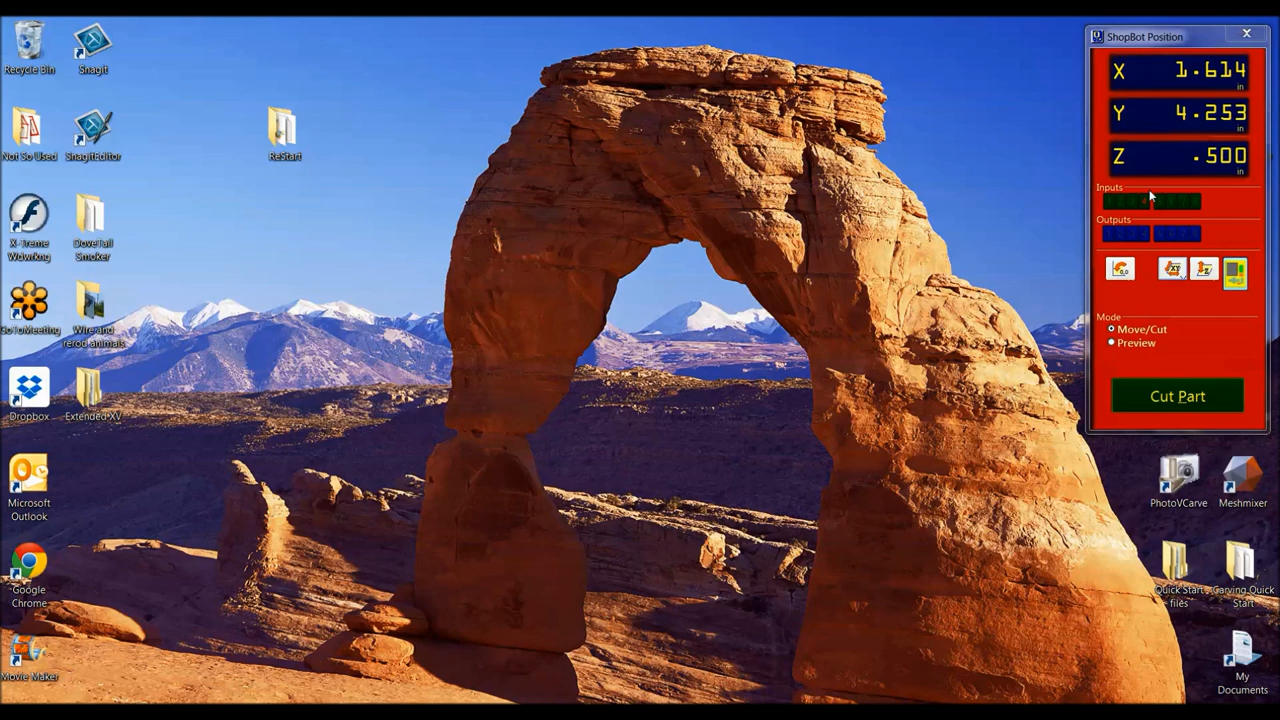 Recycle Bin
Snagit
Not So Used
SnagitEditor
ReStart
X-Treme
Wdwrkng
DoveTail
Smoker
GoToMeeting
Wire and
rerod animals
Dropbox
Extended XV
Microsoft
Outlook
Google
Chrome
Movie Maker
ShopBot Position
X 1.614
in
Y 4.253
in
Z .500
in
Inputs
Outputs
Mode
Move/Cut
Preview
Cut Part
PhotoVCarve
Meshmixer
Quick Start
files
Carving Quick
Start
My
Documents